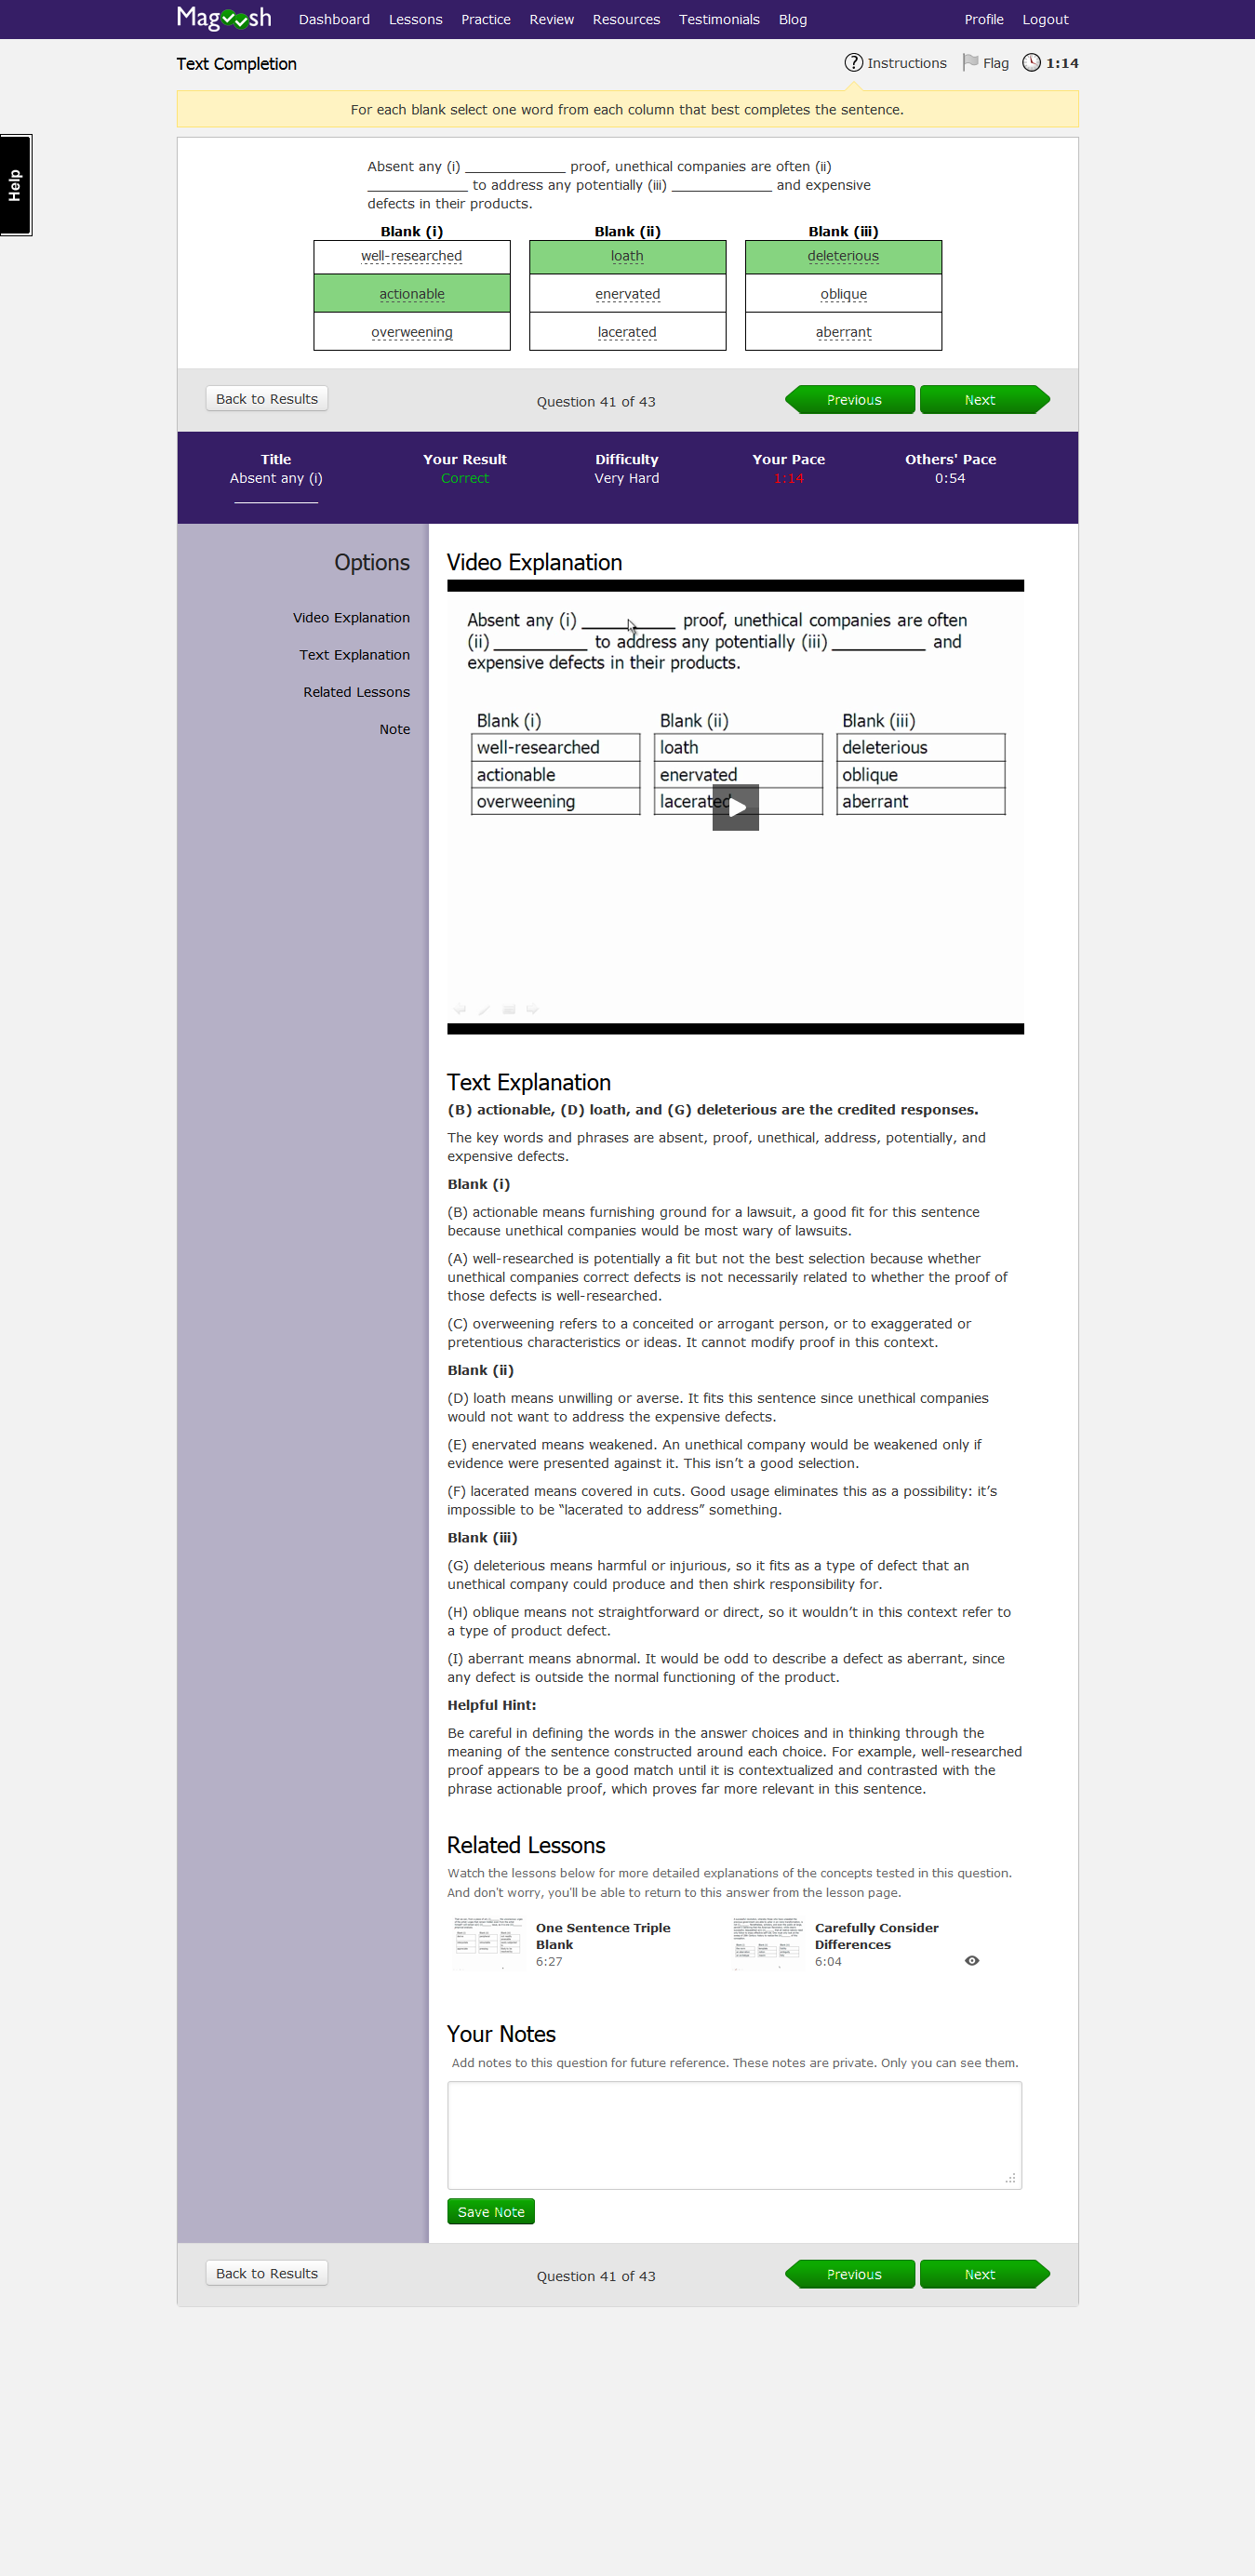 Magoosh Dashboard Lessons Practice Review Resources Testimonials Blog Profile Logout
Text Completion
Instructions Flag 1:14
For each blank select one word from each column that best completes the sentence.
Help
Absent any (i) ______________ proof, unethical companies are often (ii)
______________ to address any potentially (iii) ______________ and expensive
defects in their products.
Blank (i) Blank (ii) Blank (iii)
well-researched loath deleterious
actionable enervated oblique
overweening lacerated aberrant
Back to Results Question 41 of 43 Previous Next
Title Your Result Difficulty Your Pace Others' Pace
Absent any (i) Correct Very Hard 1:14 0:54
____________
Options
Video Explanation
Text Explanation
Related Lessons
Note
Video Explanation
Absent any (i) __________ proof, unethical companies are often
(ii) __________ to address any potentially (iii) __________ and
expensive defects in their products.
Blank (i) Blank (ii) Blank (iii)
well-researched loath deleterious
actionable enervated oblique
overweening lacerated aberrant
Text Explanation
(B) actionable, (D) loath, and (G) deleterious are the credited responses.
The key words and phrases are absent, proof, unethical, address, potentially, and
expensive defects.
Blank (i)
(B) actionable means furnishing ground for a lawsuit, a good fit for this sentence
because unethical companies would be most wary of lawsuits.
(A) well-researched is potentially a fit but not the best selection because whether
unethical companies correct defects is not necessarily related to whether the proof of
those defects is well-researched.
(C) overweening refers to a conceited or arrogant person, or to exaggerated or
pretentious characteristics or ideas. It cannot modify proof in this context.
Blank (ii)
(D) loath means unwilling or averse. It fits this sentence since unethical companies
would not want to address the expensive defects.
(E) enervated means weakened. An unethical company would be weakened only if
evidence were presented against it. This isn’t a good selection.
(F) lacerated means covered in cuts. Good usage eliminates this as a possibility: it’s
impossible to be “lacerated to address” something.
Blank (iii)
(G) deleterious means harmful or injurious, so it fits as a type of defect that an
unethical company could produce and then shirk responsibility for.
(H) oblique means not straightforward or direct, so it wouldn’t in this context refer to
a type of product defect.
(I) aberrant means abnormal. It would be odd to describe a defect as aberrant, since
any defect is outside the normal functioning of the product.
Helpful Hint:
Be careful in defining the words in the answer choices and in thinking through the
meaning of the sentence constructed around each choice. For example, well-researched
proof appears to be a good match until it is contextualized and contrasted with the
phrase actionable proof, which proves far more relevant in this sentence.
Related Lessons
Watch the lessons below for more detailed explanations of the concepts tested in this question.
And don't worry, you'll be able to return to this answer from the lesson page.
One Sentence Triple
Blank
6:27
Carefully Consider
Differences
6:04
Your Notes
Add notes to this question for future reference. These notes are private. Only you can see them.
Save Note
Back to Results Question 41 of 43 Previous Next